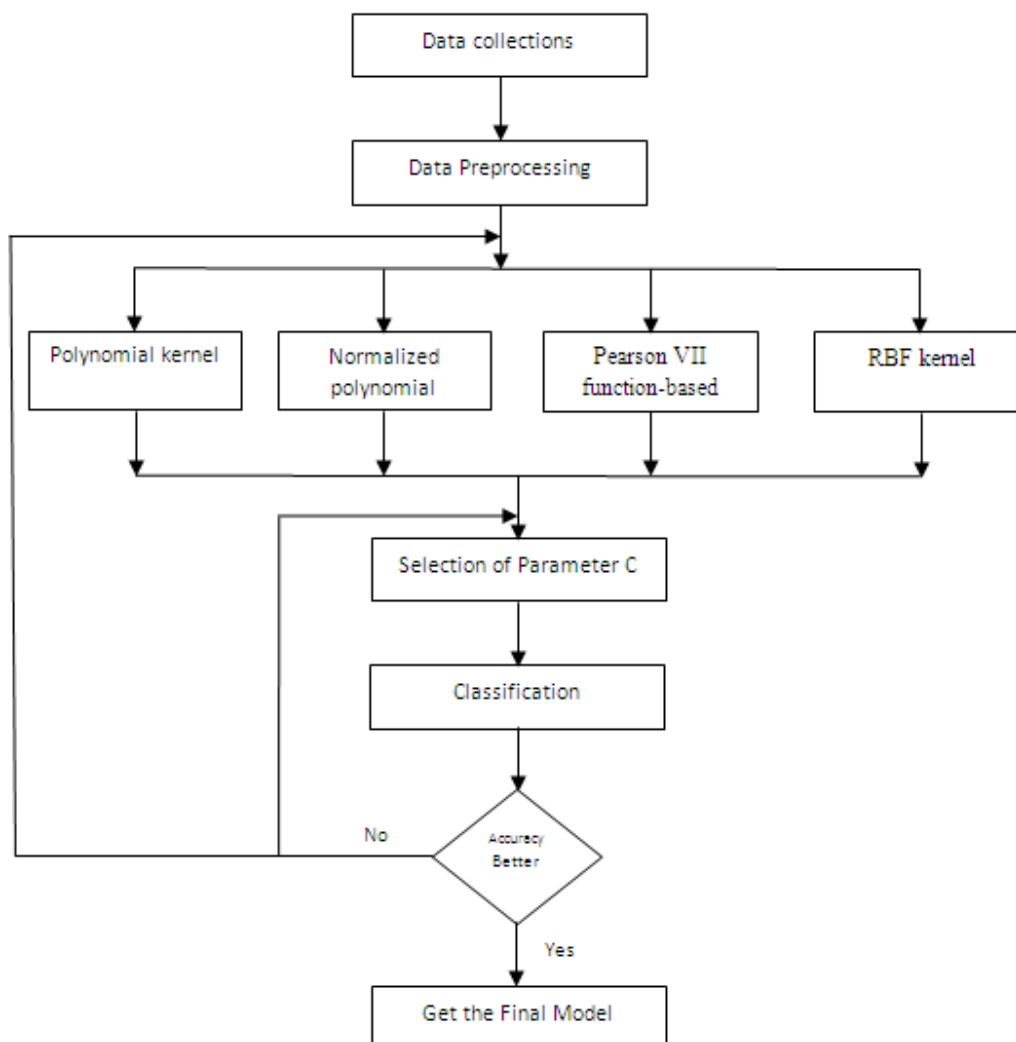 Data collections
Data Preprocessing
Polynomial kernel
Normalized
polynomial
Pearson VII
function-based
RBF kernel
Selection of Parameter C
Classification
No
Accuracy
Better
Yes
Get the Final Model